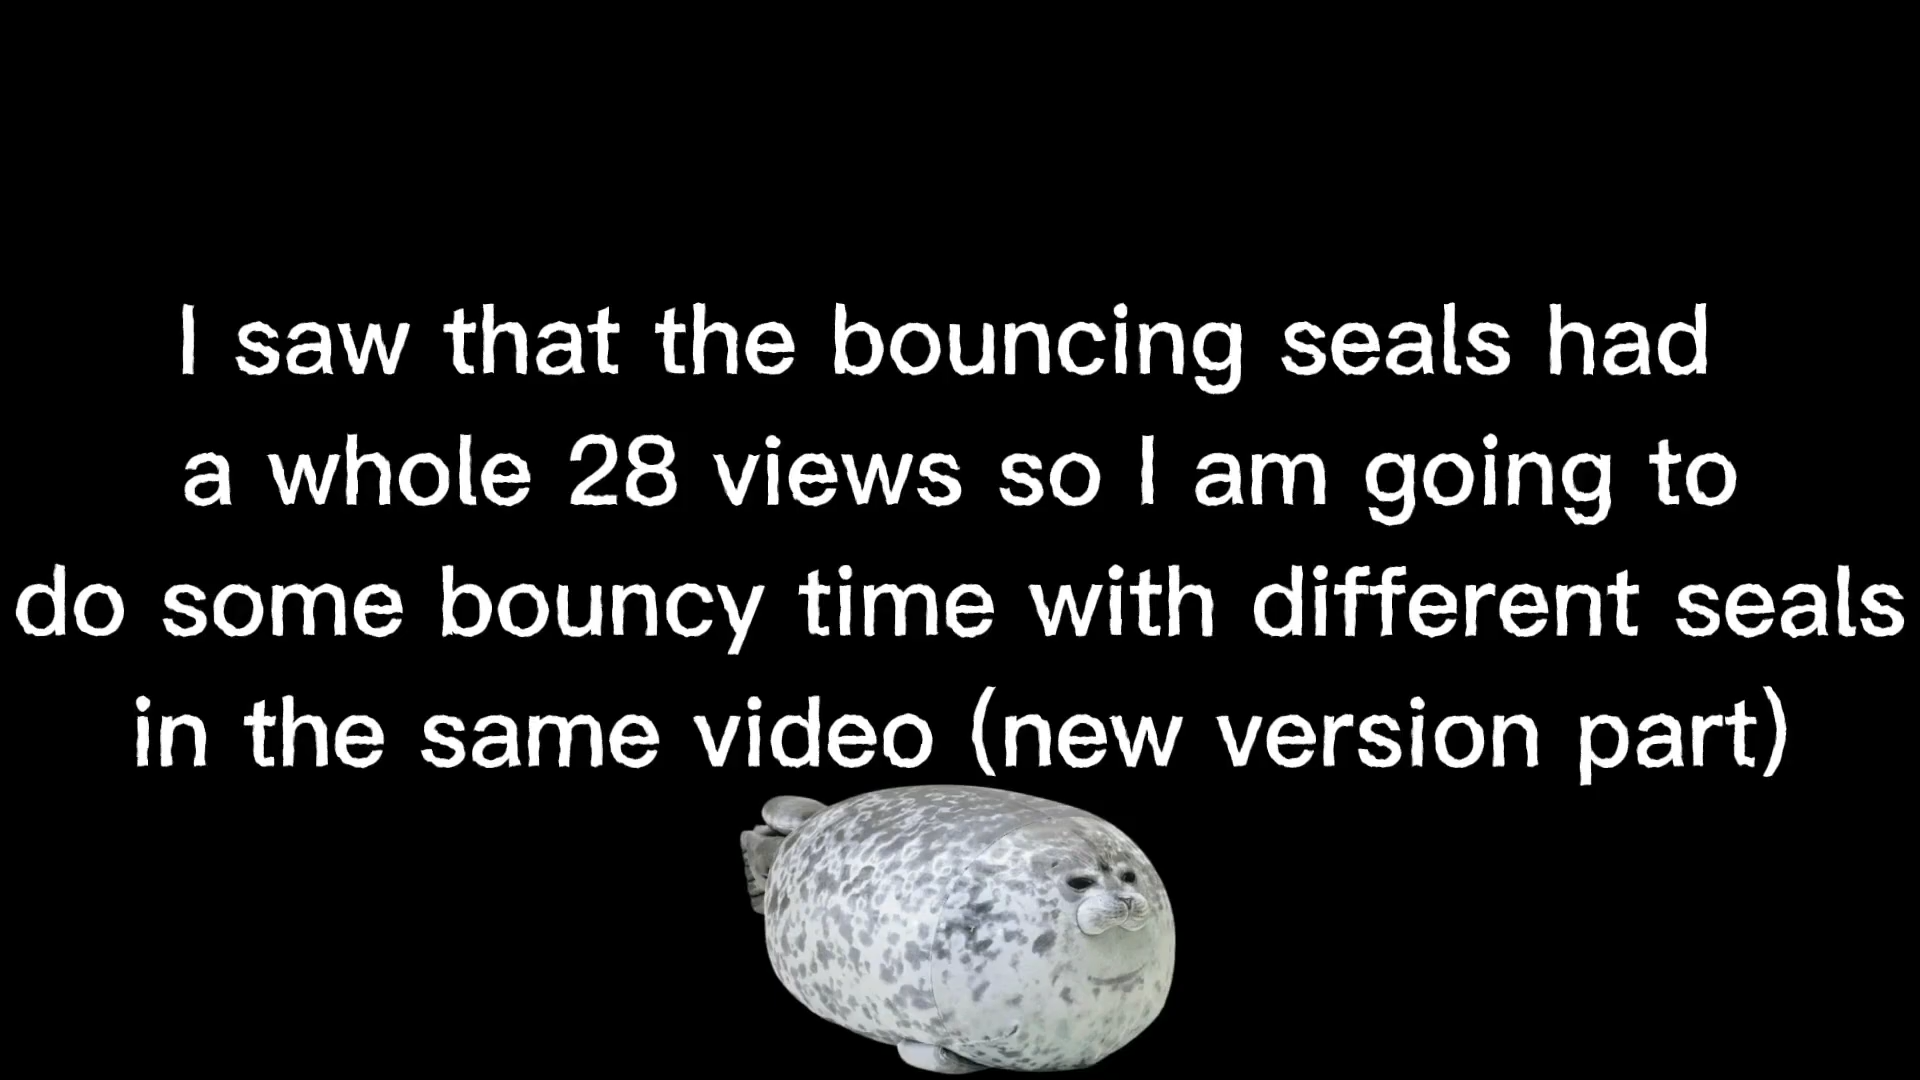 I saw that the bouncing seals had
a whole 28 views so I am going to
do some bouncy time with different seals
in the same video (new version part)